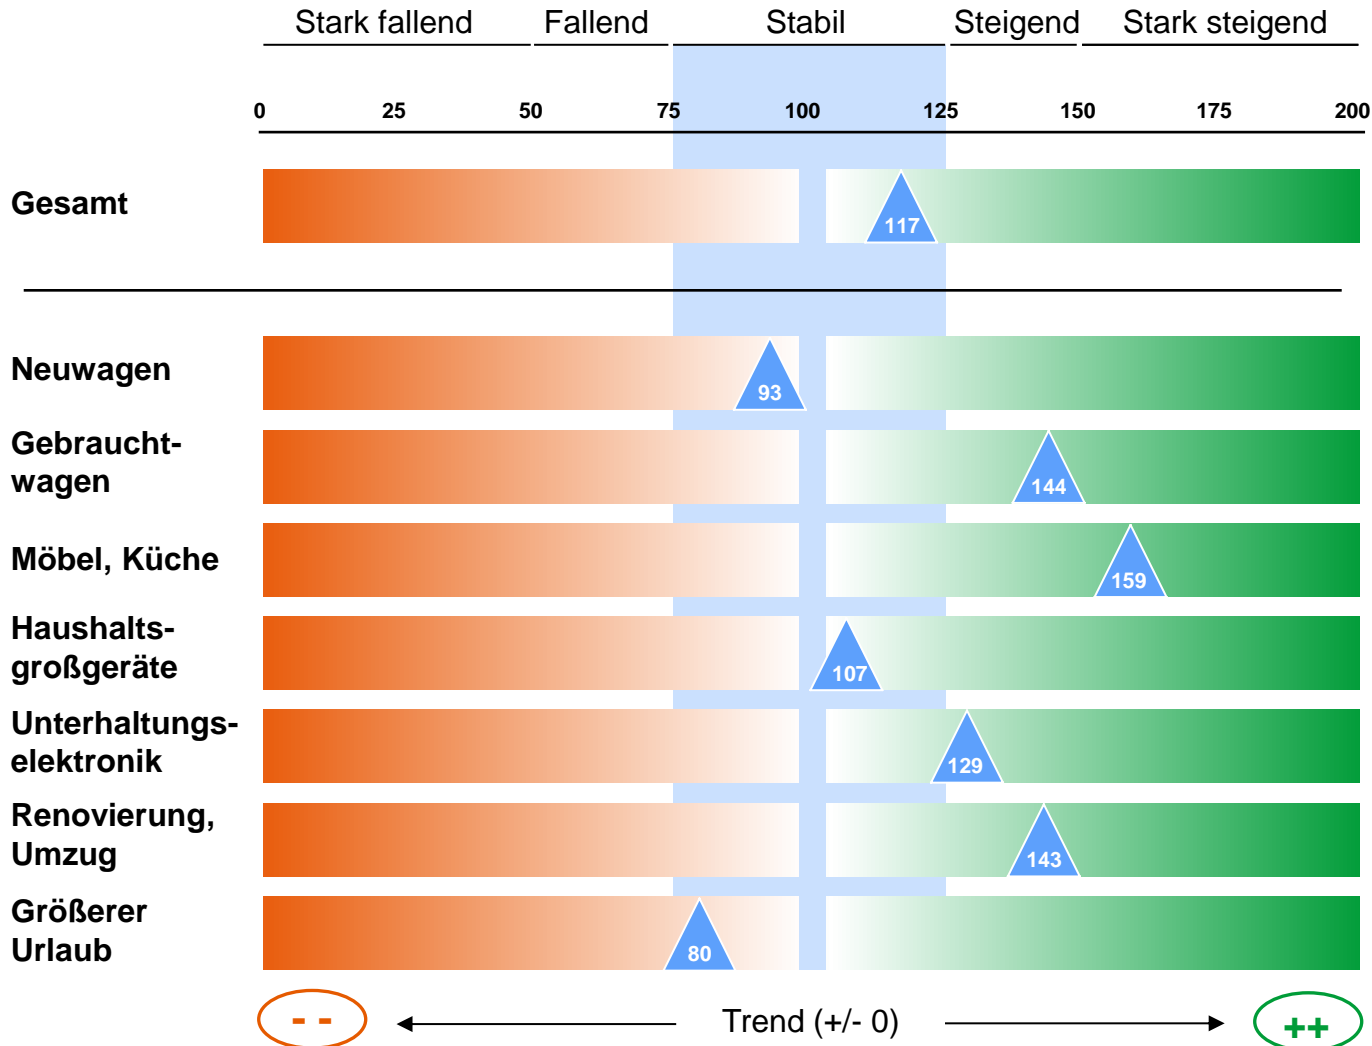 Stark fallend Fallend Stabil Steigend Stark steigend
0 25 50 75 100 125 150 175 200
Gesamt 117
Neuwagen 93
Gebraucht-
wagen 144
Möbel, Küche 159
Haushalts-
großgeräte 107
Unterhaltungs-
elektronik 129
Renovierung,
Umzug 143
Größerer
Urlaub 80
- - Trend (+/- 0) ++